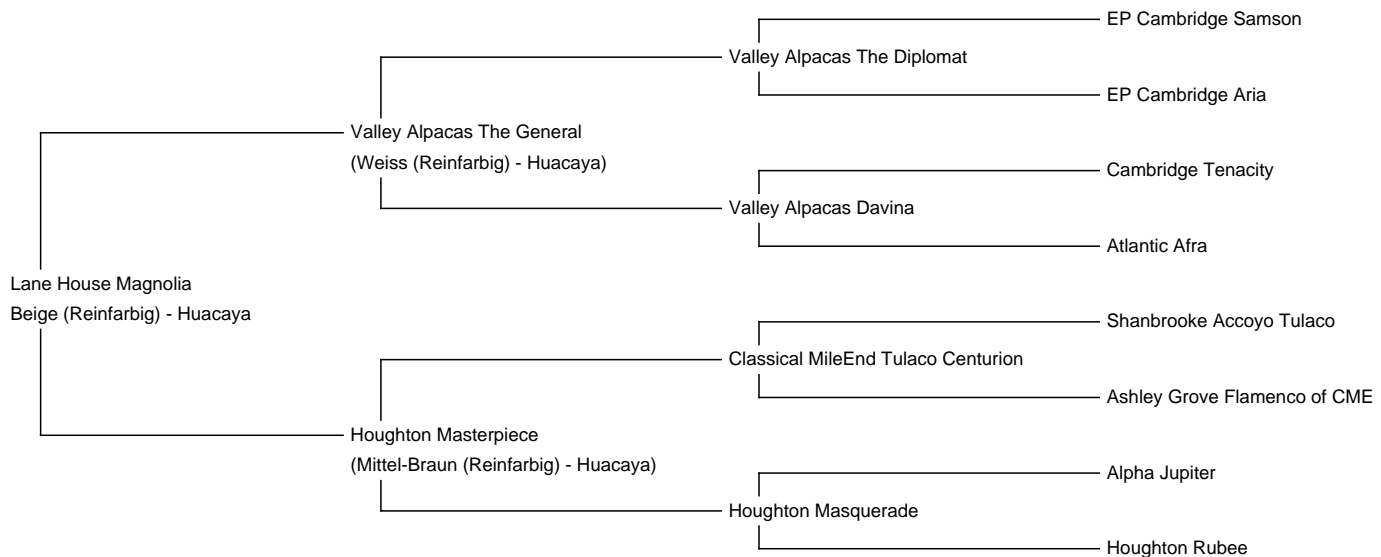 EP Cambridge Samson
Valley Alpacas The Diplomat
EP Cambridge Aria
Valley Alpacas The General
(Weiss (Reinfarbig) - Huacaya)
Cambridge Tenacity
Valley Alpacas Davina
Atlantic Afra
Lane House Magnolia
Beige (Reinfarbig) - Huacaya
Shanbrooke Accoyo Tulaco
Classical MileEnd Tulaco Centurion
Ashley Grove Flamenco of CME
Houghton Masterpiece
(Mittel-Braun (Reinfarbig) - Huacaya)
Alpha Jupiter
Houghton Masquerade
Houghton Rubee